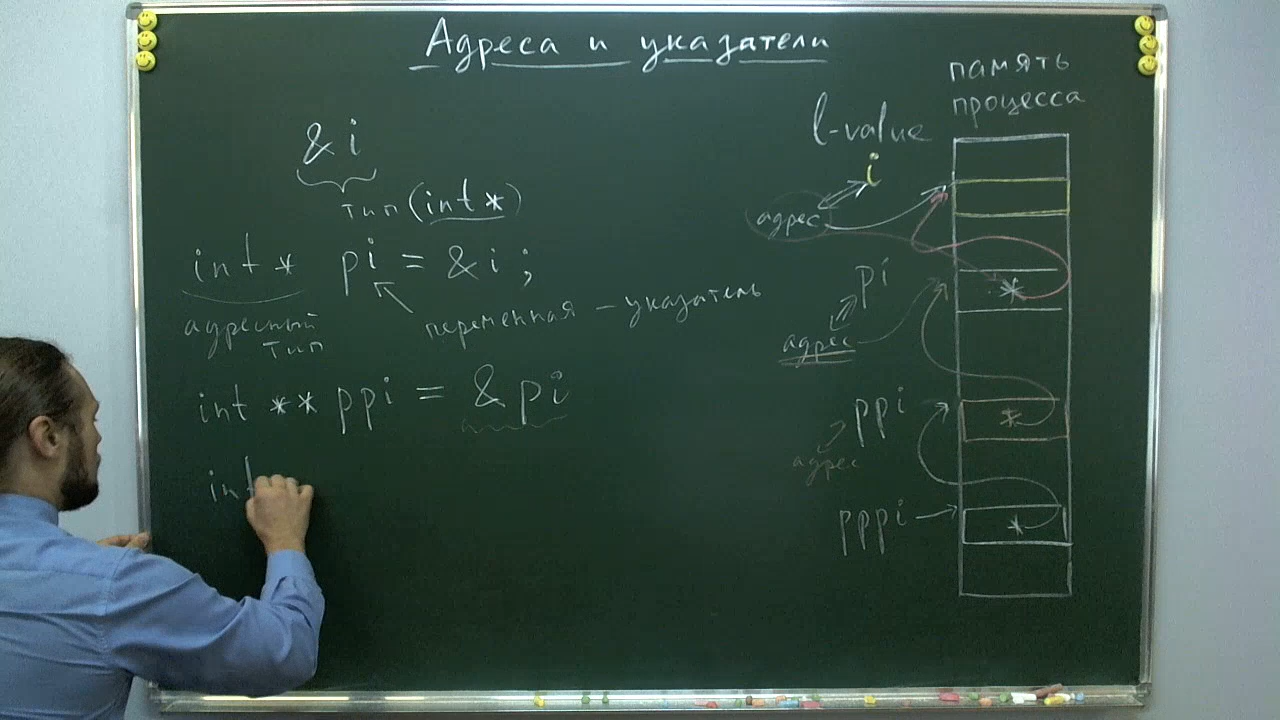 Адреса и указатели
&i
тип (int *)
int * pi = &i ;
адресный тип
переменная – указатель
int ** ppi = &pi
int
l-value
i
адрес
pi
адрес
ppi
адрес
pppi
память
процесса
*
*
*